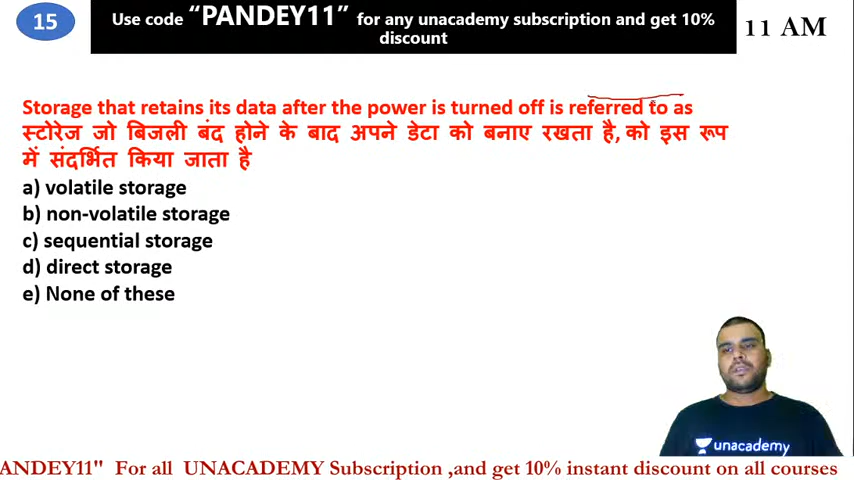 15
Use code “PANDEY11” for any unacademy subscription and get 10%
discount
11 AM
Storage that retains its data after the power is turned off is referred to as
स्टोरेज जो बिजली बंद होने के बाद अपने डेटा को बनाए रखता है, को इस रूप
में संदर्भित किया जाता है
a) volatile storage
b) non-volatile storage
c) sequential storage
d) direct storage
e) None of these
unacademy
ANDEY11" For all UNACADEMY Subscription ,and get 10% instant discount on all courses